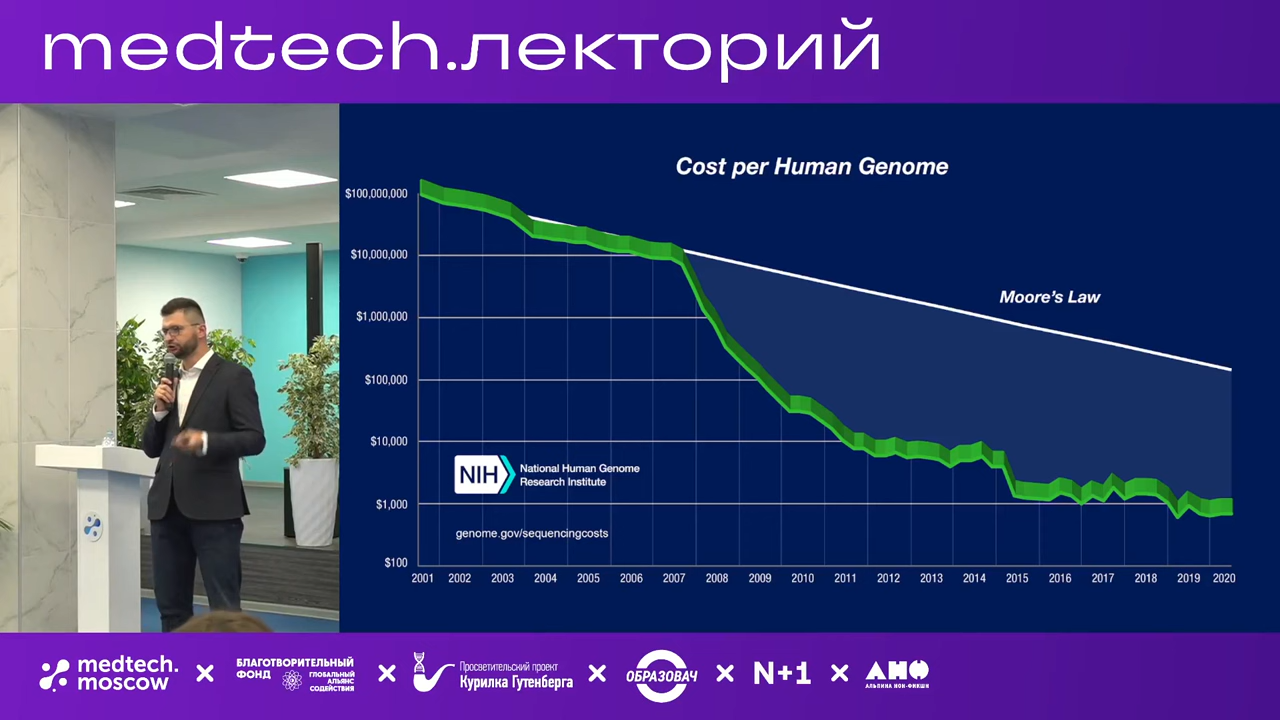 medtech.лекторий
Cost per Human Genome
$100,000,000
$10,000,000
$1,000,000
$100,000
$10,000
$1,000
$100
Moore's Law
NIH
National Human Genome
Research Institute
genome.gov/sequencingcosts
2001 2002 2003 2004 2005 2006 2007 2008 2009 2010 2011 2012 2013 2014 2015 2016 2017 2018 2019 2020
medtech.
moscow
БЛАГОТВОРИТЕЛЬНЫЙ
ФОНД
ГЛОБАЛЬНЫЙ
АЛЬЯНС
СОДЕЙСТВИЯ
Просветительский проект
Курилка Гутенберга
ОБРАЗОВАЧ
N+1
АНФ
АЛЬПИНА НОН-ФИКШН